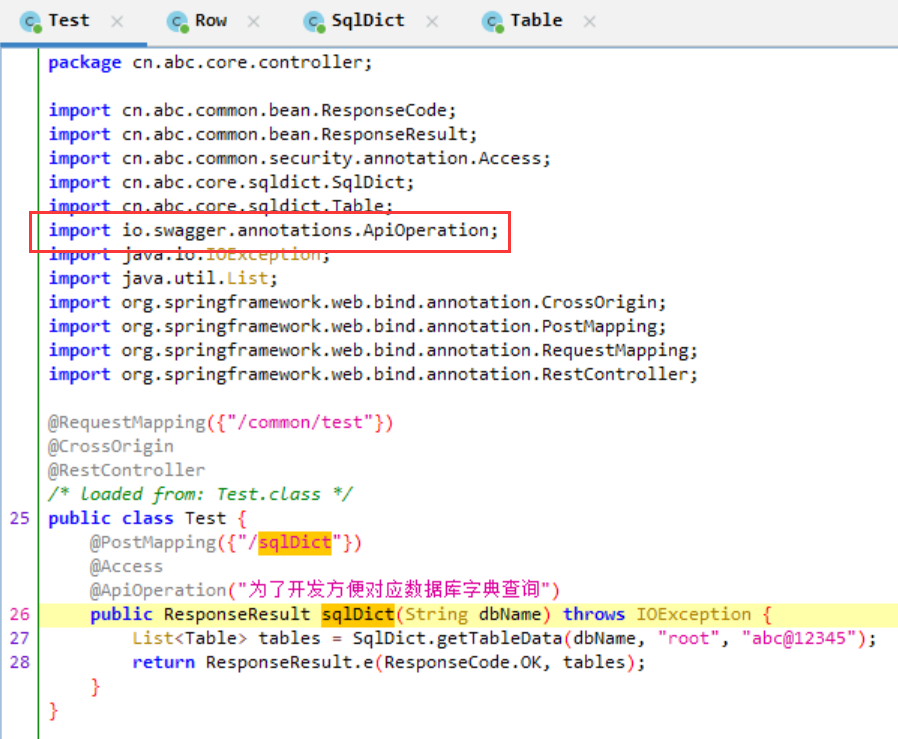 Test Row SqlDict Table
package cn.abc.core.controller;
import cn.abc.common.bean.ResponseCode;
import cn.abc.common.bean.ResponseResult;
import cn.abc.common.security.annotation.Access;
import cn.abc.core.sqldict.SqlDict;
import cn.abc.core.sqldict.Table;
import io.swagger.annotations.ApiOperation;
import java.io.IOException;
import java.util.List;
import org.springframework.web.bind.annotation.CrossOrigin;
import org.springframework.web.bind.annotation.PostMapping;
import org.springframework.web.bind.annotation.RequestMapping;
import org.springframework.web.bind.annotation.RestController;
@RequestMapping({"/common/test"})
@CrossOrigin
@RestController
/* loaded from: Test.class */
25 public class Test {
@PostMapping({"/sqlDict"})
@Access
@ApiOperation("为了开发方便对应数据库字典查询")
26 public ResponseResult sqlDict(String dbName) throws IOException {
27 List<Table> tables = SqlDict.getTableData(dbName, "root", "abc@12345");
28 return ResponseResult.e(ResponseCode.OK, tables);
}
}